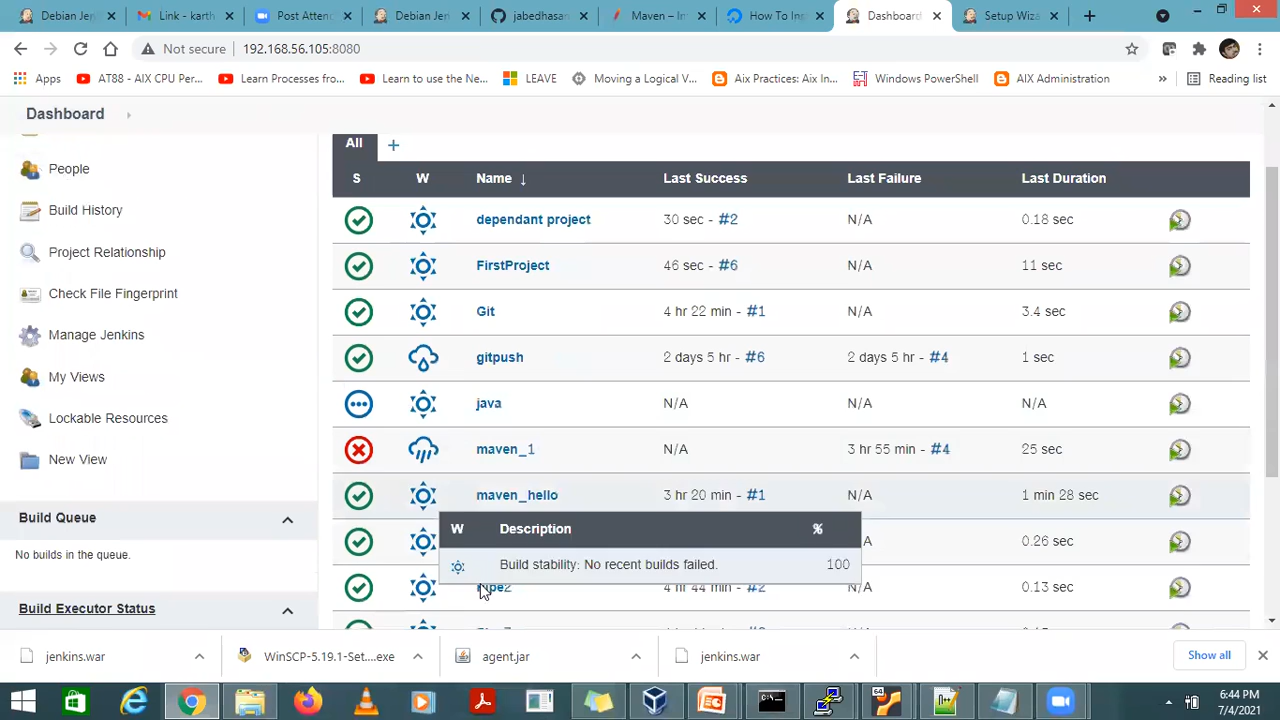 Debian Jen
Link - karth
Post Attend
Debian Jen
jabedhasan
Maven – Im
How To Ins
Dashboard
Setup Wiza
Not secure 192.168.56.105:8080
Apps
AT88 - AIX CPU Per...
Learn Processes fro...
Learn to use the Ne...
LEAVE
Moving a Logical V...
Aix Practices: Aix In...
Windows PowerShell
AIX Administration
»
Reading list
Dashboard
People
Build History
Project Relationship
Check File Fingerprint
Manage Jenkins
My Views
Lockable Resources
New View
Build Queue
No builds in the queue.
Build Executor Status
All +
S W Name ↓ Last Success Last Failure Last Duration
dependant project 30 sec - #2 N/A 0.18 sec
FirstProject 46 sec - #6 N/A 11 sec
Git 4 hr 22 min - #1 N/A 3.4 sec
gitpush 2 days 5 hr - #6 2 days 5 hr - #4 1 sec
java N/A N/A N/A
maven_1 N/A 3 hr 55 min - #4 25 sec
maven_hello 3 hr 20 min - #1 N/A 1 min 28 sec
W Description %
Build stability: No recent builds failed. 100
0.26 sec
4 hr 44 min - #2 N/A 0.13 sec
jenkins.war
WinSCP-5.19.1-Set....exe
agent.jar
jenkins.war
Show all
6:44 PM
7/4/2021